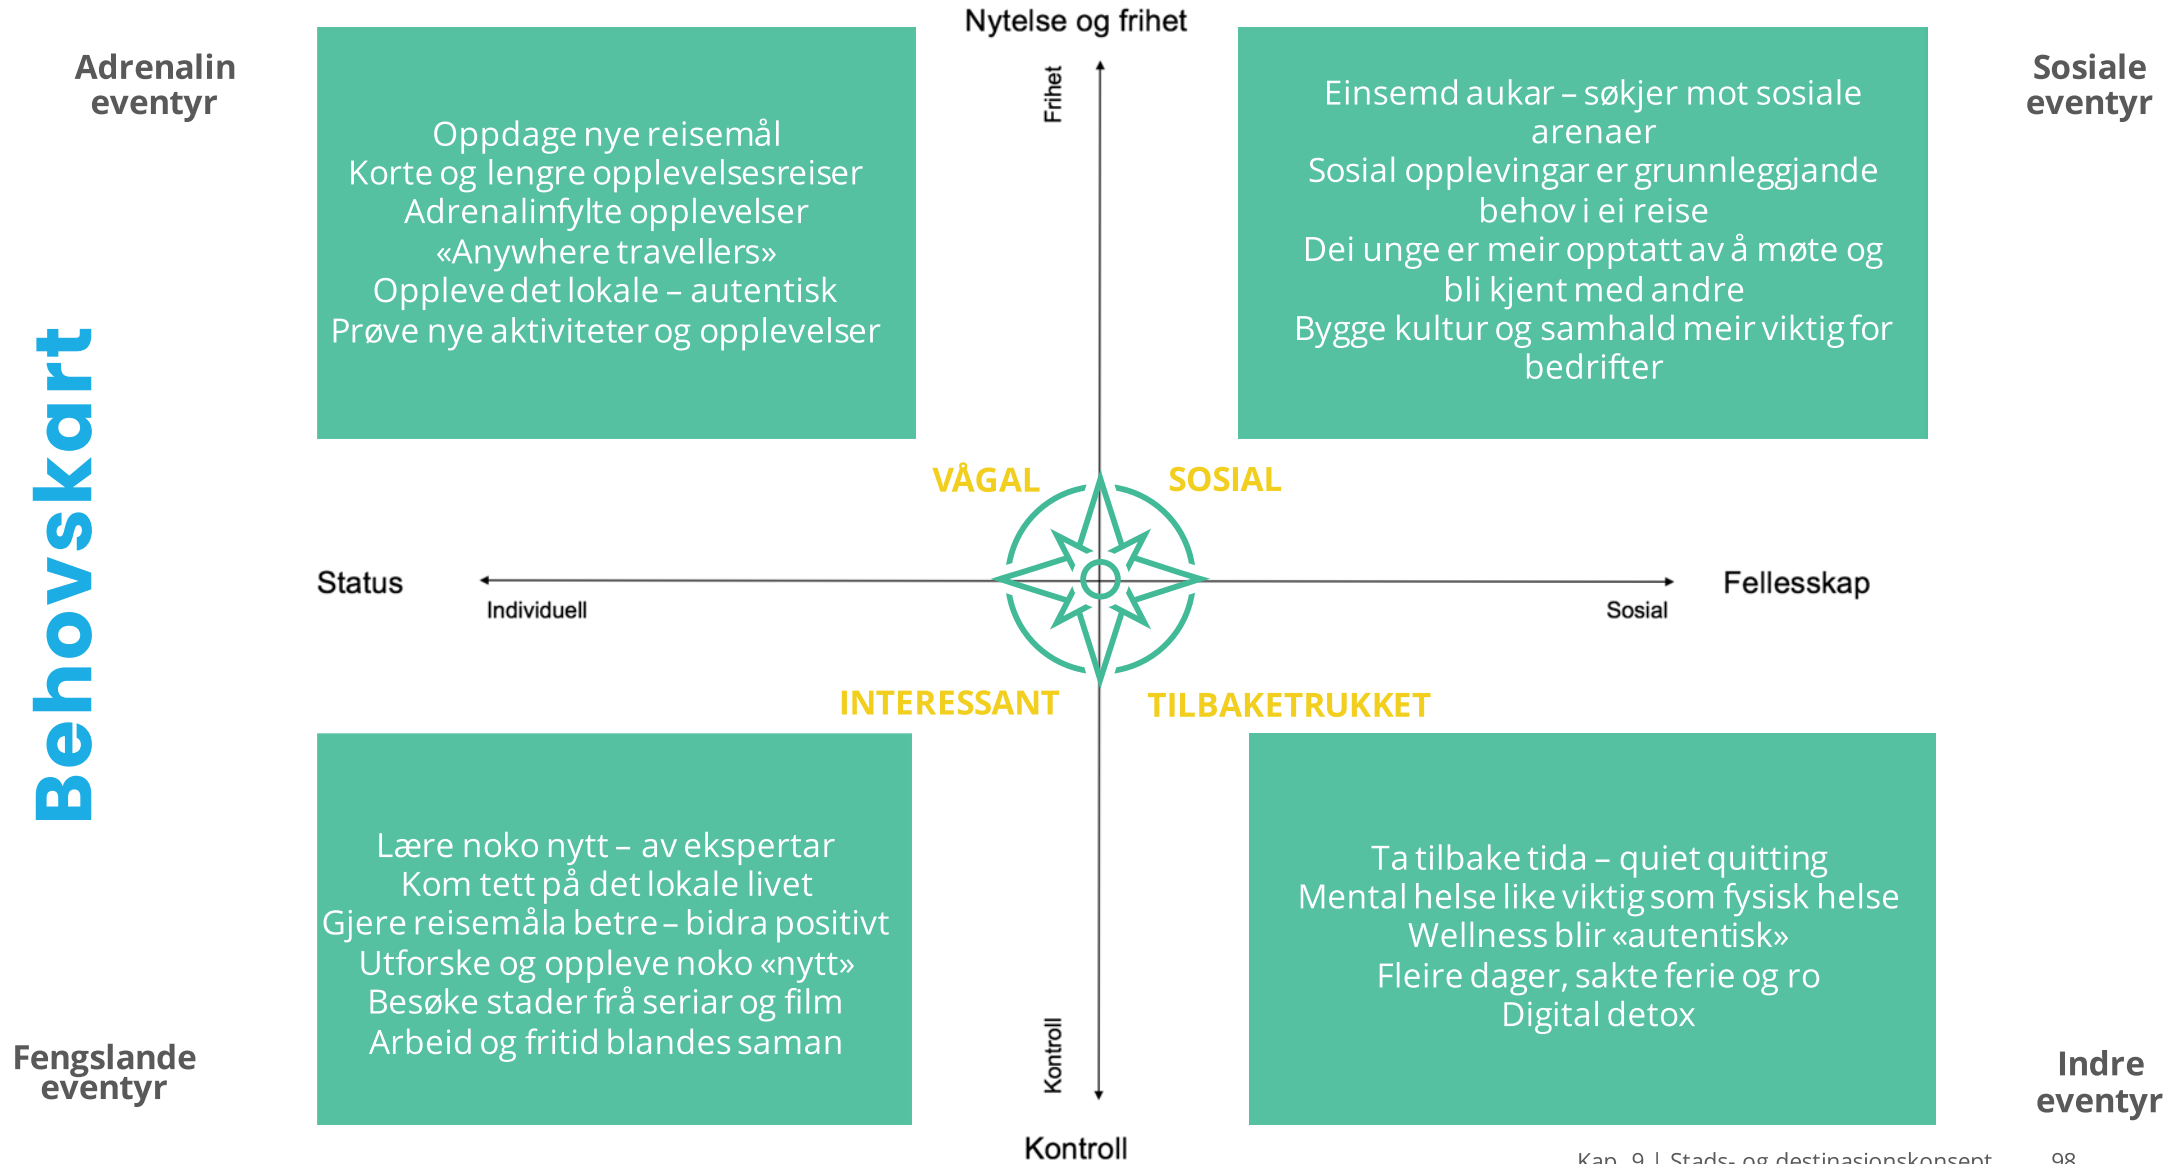 Nytelse og frihet
Adrenalin
eventyr
Frihet
Sosiale
eventyr
Oppdage nye reisemål
Korte og lengre opplevelsesreiser
Adrenalinfylte opplevelser
«Anywhere travellers»
Oppleve det lokale – autentisk
Prøve nye aktiviteter og opplevelser
Einsemd aukar – søkjer mot sosiale
arenaer
Sosial opplevingar er grunnleggjande
behov i ei reise
Dei unge er meir opptatt av å møte og
bli kjent med andre
Bygge kultur og samhald meir viktig for
bedrifter
Behovskart
VÅGAL
SOSIAL
Status
Individuell
Fellesskap
Sosial
INTERESSANT
TILBAKETRUKKET
Lære noko nytt – av ekspertar
Kom tett på det lokale livet
Gjere reisemåla betre – bidra positivt
Utforske og oppleve noko «nytt»
Besøke stader frå seriar og film
Arbeid og fritid blandes saman
Ta tilbake tida – quiet quitting
Mental helse like viktig som fysisk helse
Wellness blir «autentisk»
Fleire dager, sakte ferie og ro
Digital detox
Fengslande
eventyr
Kontroll
Indre
eventyr
Kontroll
Kap. 9 | Stads- og destinasjonskonsept 98